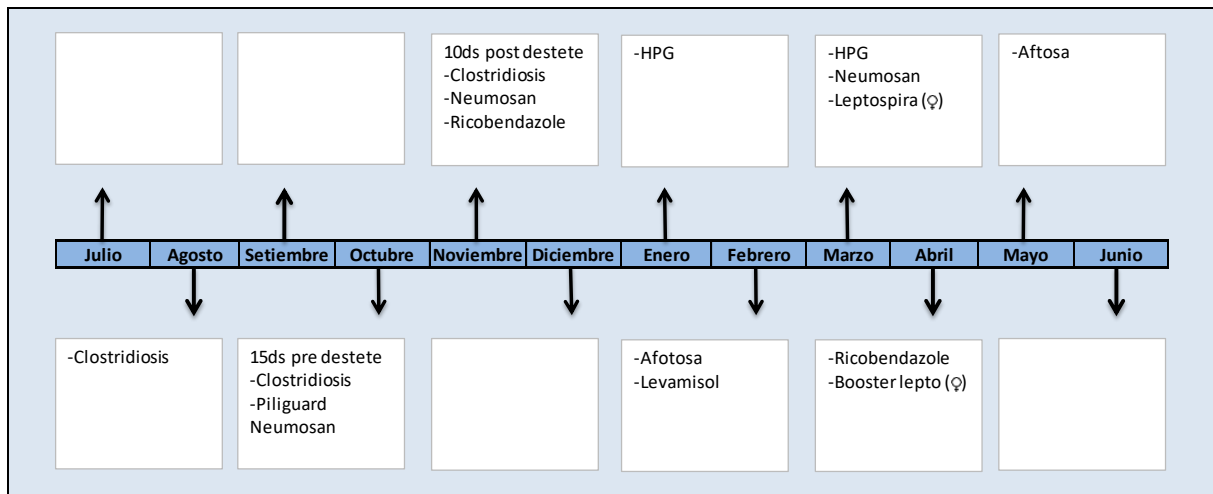 10ds post destete
-Clostridiosis
-Neumosan
-Ricobendazole
-HPG
-HPG
-Neumosan
-Leptospira (♀)
-Aftosa
Julio Agosto Setiembre Octubre Noviembre Diciembre Enero Febrero Marzo Abril Mayo Junio
-Clostridiosis
15ds pre destete
-Clostridiosis
-Piliguard
Neumosan
-Afotosa
-Levamisol
-Ricobendazole
-Booster lepto (♀)